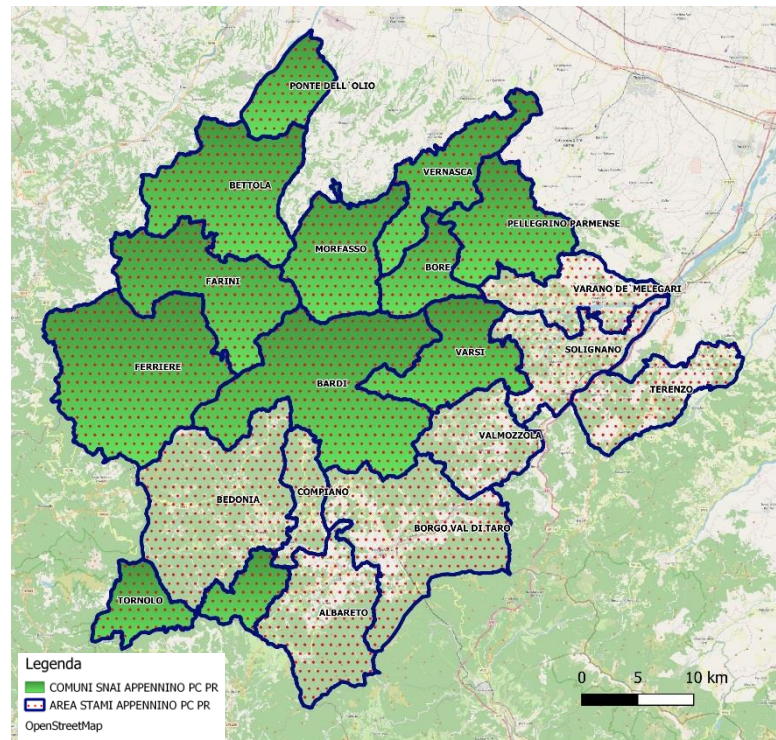 PONTE DELL'OLIO
VERNASCA
BETTOLA
PELLEGRINO PARMENSE
MORFASSO
BORE
FARINI
VARANO DE' MELEGARI
SOLIGNANO
VARSI
FERRIERE
TERENZO
BARDI
VALMOZZOLA
COMPIANO
BEDONIA
BORGO VAL DI TARO
TORNOLO
ALBARETO
Legenda
COMUNI SNAI APPENNINO PC PR
AREA STAMI APPENNINO PC PR
OpenStreetMap
0 5 10 km